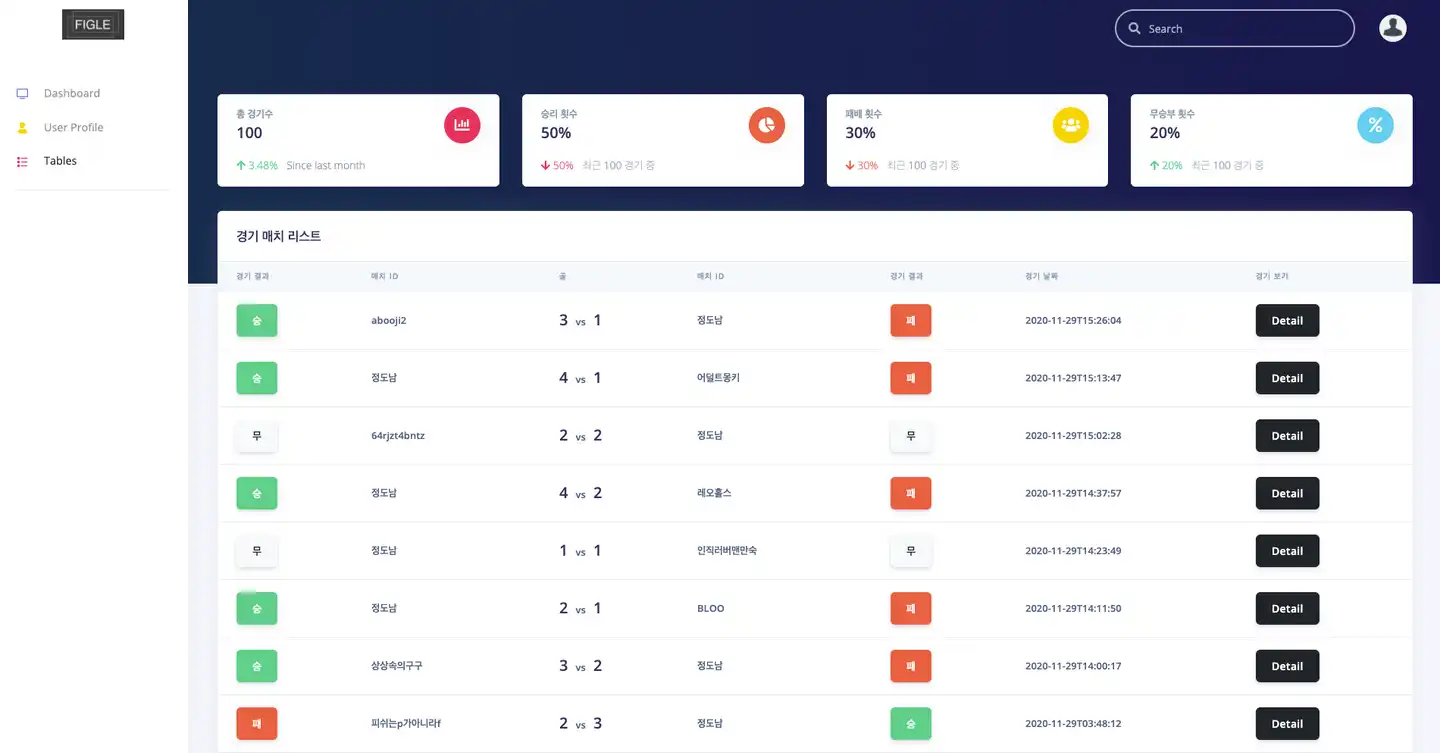 FIGLE
Search
Dashboard
User Profile
Tables
총 경기수
100
3.48% Since last month
승리 횟수
50%
50% 최근 100 경기 중
패배 횟수
30%
30% 최근 100 경기 중
무승부 횟수
20%
20% 최근 100 경기 중
경기 매치 리스트
경기 결과 매치 ID 골 매치 ID 경기 결과 경기 날짜 경기 보기
승 abooji2 3 vs 1 정도남 패 2020-11-29T15:26:04 Detail
승 정도남 4 vs 1 어덜트몽키 패 2020-11-29T15:13:47 Detail
무 64rjzt4bntz 2 vs 2 정도남 무 2020-11-29T15:02:28 Detail
승 정도남 4 vs 2 레오홀스 패 2020-11-29T14:37:57 Detail
무 정도남 1 vs 1 인직러버맨만숙 무 2020-11-29T14:23:49 Detail
승 정도남 2 vs 1 BLOO 패 2020-11-29T14:11:50 Detail
승 상상속의구구 3 vs 2 정도남 패 2020-11-29T14:00:17 Detail
패 피쉬는p가아니라f 2 vs 3 정도남 승 2020-11-29T03:48:12 Detail